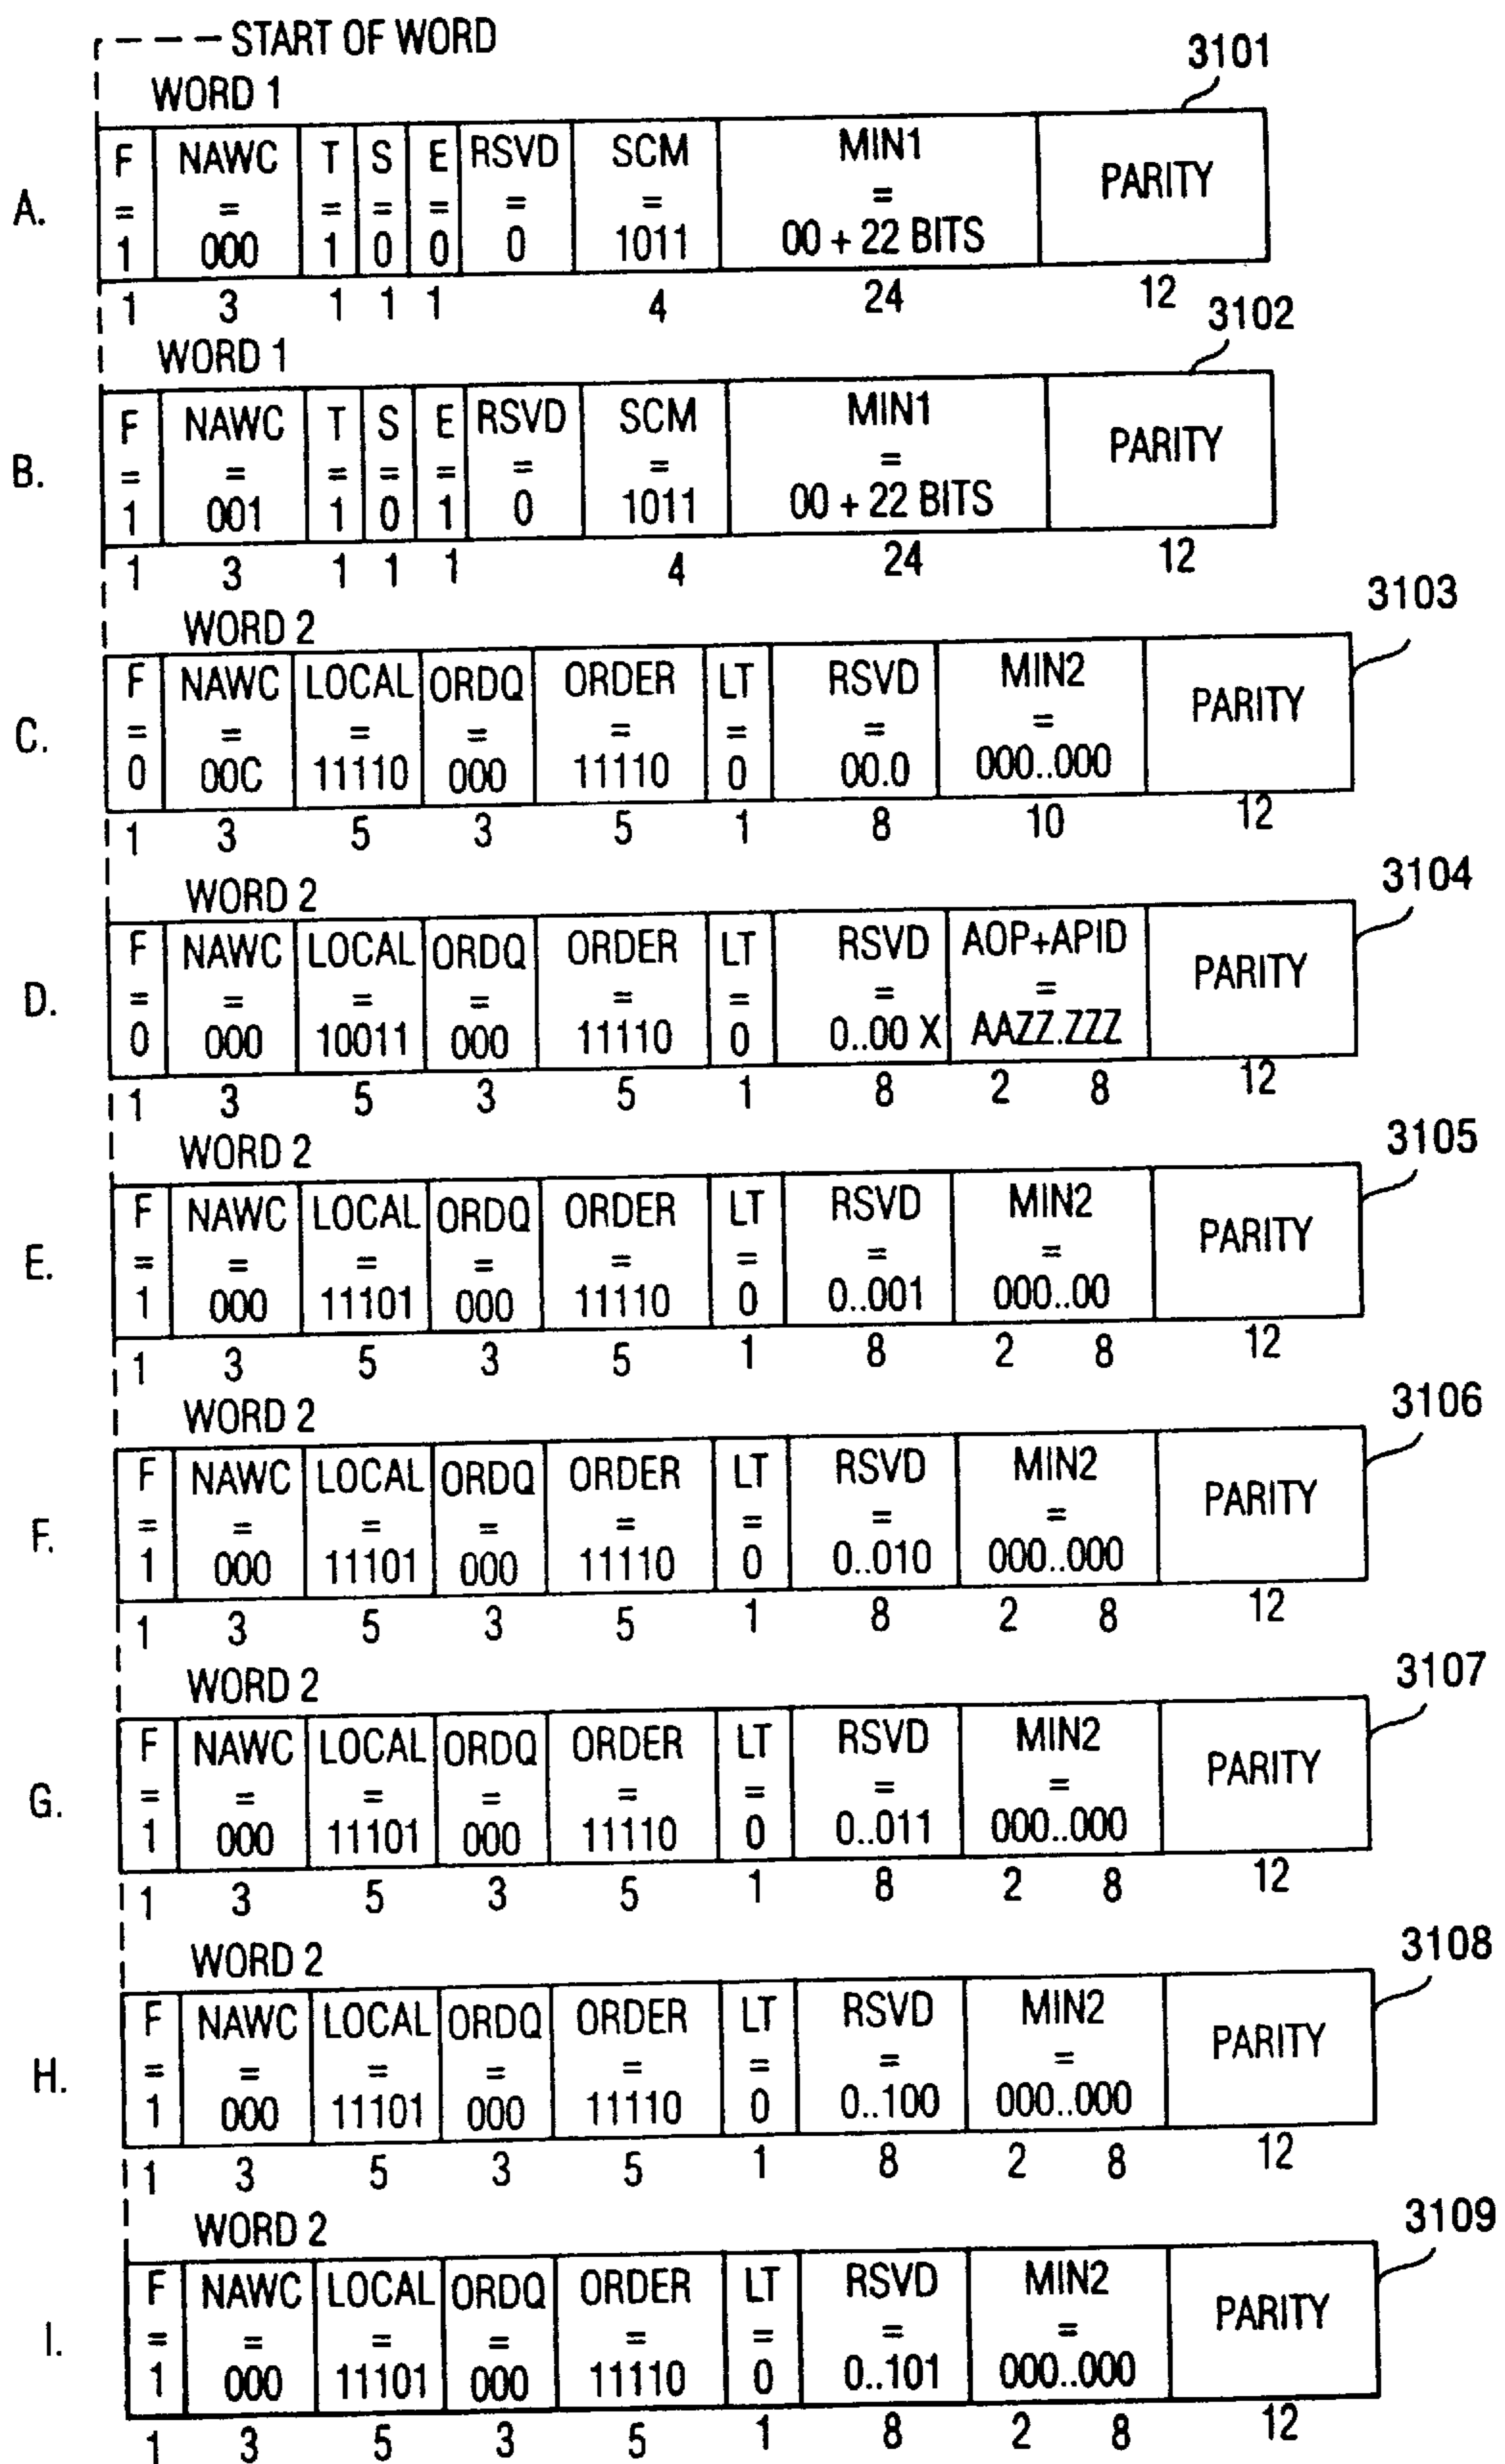 START OF WORD
3101
WORD 1
F NAWC T S E RSVD SCM MIN1 PARITY
A. = = = = = = = =
1 000 1 0 0 0 1011 00 + 22 BITS
1 3 1 1 1 4 24 12
3102
WORD 1
F NAWC T S E RSVD SCM MIN1 PARITY
B. = = = = = = = =
1 001 1 0 1 0 1011 00 + 22 BITS
1 3 1 1 1 4 24 12
3103
WORD 2
F NAWC LOCAL ORDQ ORDER LT RSVD MIN2 PARITY
C. = = = = = = = =
0 00C 11110 000 11110 0 00.0 000..000
1 3 5 3 5 1 8 10 12
3104
WORD 2
F NAWC LOCAL ORDQ ORDER LT RSVD AOP+APID PARITY
D. = = = = = = = =
0 000 10011 000 11110 0 0..00 X AAZZ.ZZZ
1 3 5 3 5 1 8 2 8 12
3105
WORD 2
F NAWC LOCAL ORDQ ORDER LT RSVD MIN2 PARITY
E. = = = = = = = =
1 000 11101 000 11110 0 0..001 000..00
1 3 5 3 5 1 8 2 8 12
3106
WORD 2
F NAWC LOCAL ORDQ ORDER LT RSVD MIN2 PARITY
F. = = = = = = = =
1 000 11101 000 11110 0 0..010 000..000
1 3 5 3 5 1 8 2 8 12
3107
WORD 2
F NAWC LOCAL ORDQ ORDER LT RSVD MIN2 PARITY
G. = = = = = = = =
1 000 11101 000 11110 0 0..011 000..000
1 3 5 3 5 1 8 2 8 12
3108
WORD 2
F NAWC LOCAL ORDQ ORDER LT RSVD MIN2 PARITY
H. = = = = = = = =
1 000 11101 000 11110 0 0..100 000..000
1 3 5 3 5 1 8 2 8 12
3109
WORD 2
F NAWC LOCAL ORDQ ORDER LT RSVD MIN2 PARITY
I. = = = = = = = =
1 000 11101 000 11110 0 0..101 000..000
1 3 5 3 5 1 8 2 8 12